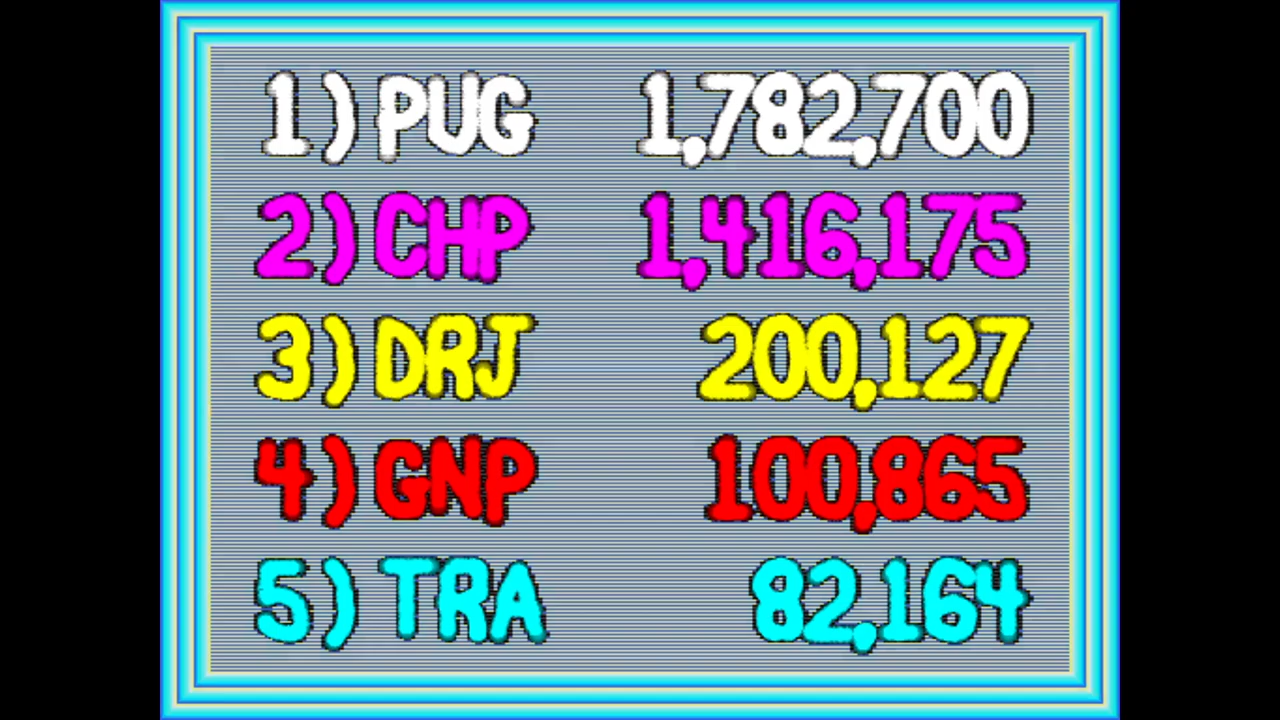 1) PUG 1,782,700
2) CHP 1,416,175
3) DRJ 200,127
4) GNP 100,865
5) TRA 82,164